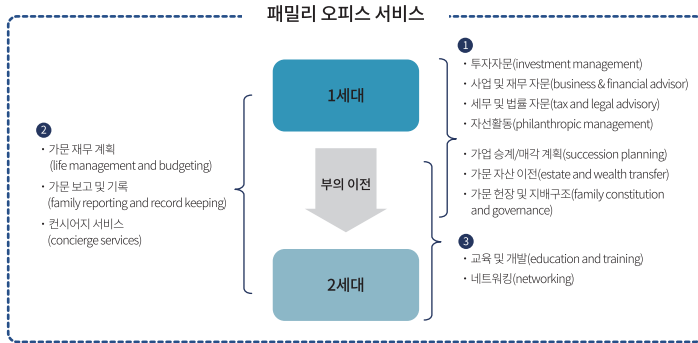 패밀리 오피스 서비스
1
· 투자자문(investment management)
· 사업 및 재무 자문(business & financial advisor)
· 세무 및 법률 자문(tax and legal advisory)
· 자선활동(philanthropic management)
· 가업 승계/매각 계획(succession planning)
· 가문 자산 이전(estate and wealth transfer)
· 가문 헌장 및 지배구조(family constitution
and governance)
1세대
부의 이전
2세대
2
· 가문 재무 계획
(life management and budgeting)
· 가문 보고 및 기록
(family reporting and record keeping)
· 컨시어지 서비스
(concierge services)
3
· 교육 및 개발(education and training)
· 네트워킹(networking)